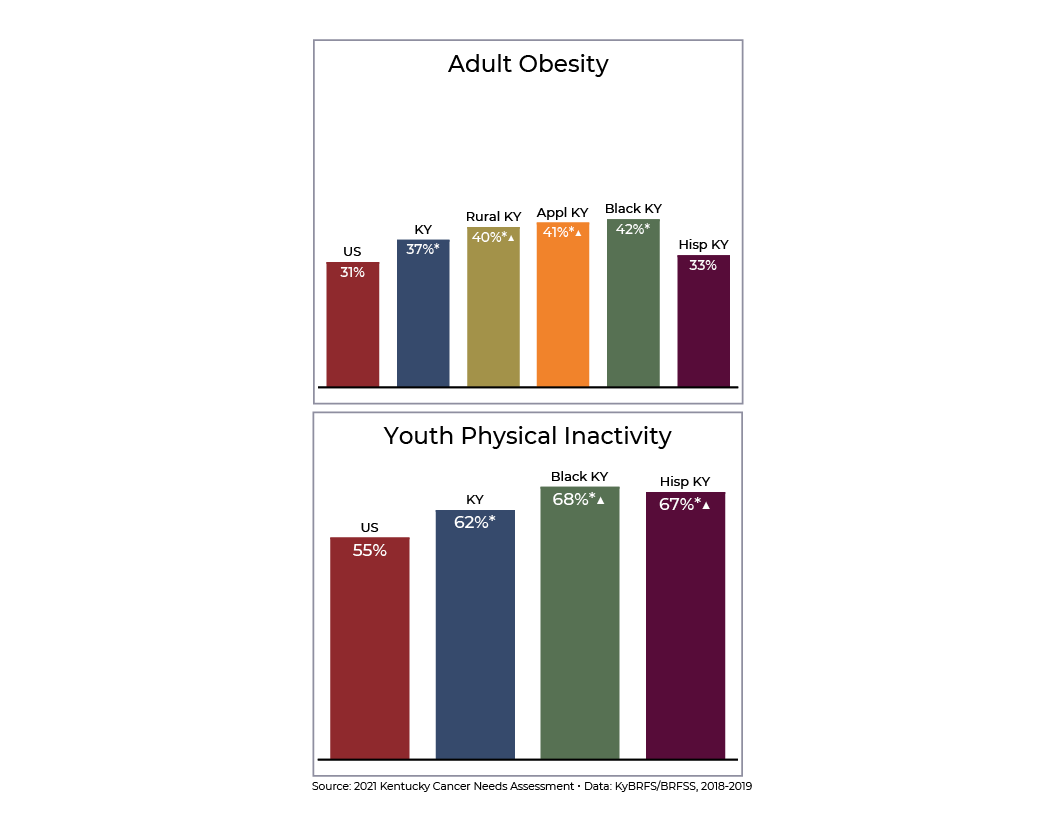 Adult Obesity
US
31%
KY
37%*
Rural KY
40%*▲
Appl KY
41%*▲
Black KY
42%*
Hisp KY
33%
Youth Physical Inactivity
US
55%
KY
62%*
Black KY
68%*▲
Hisp KY
67%*▲
Source: 2021 Kentucky Cancer Needs Assessment • Data: KyBRFS/BRFSS, 2018-2019